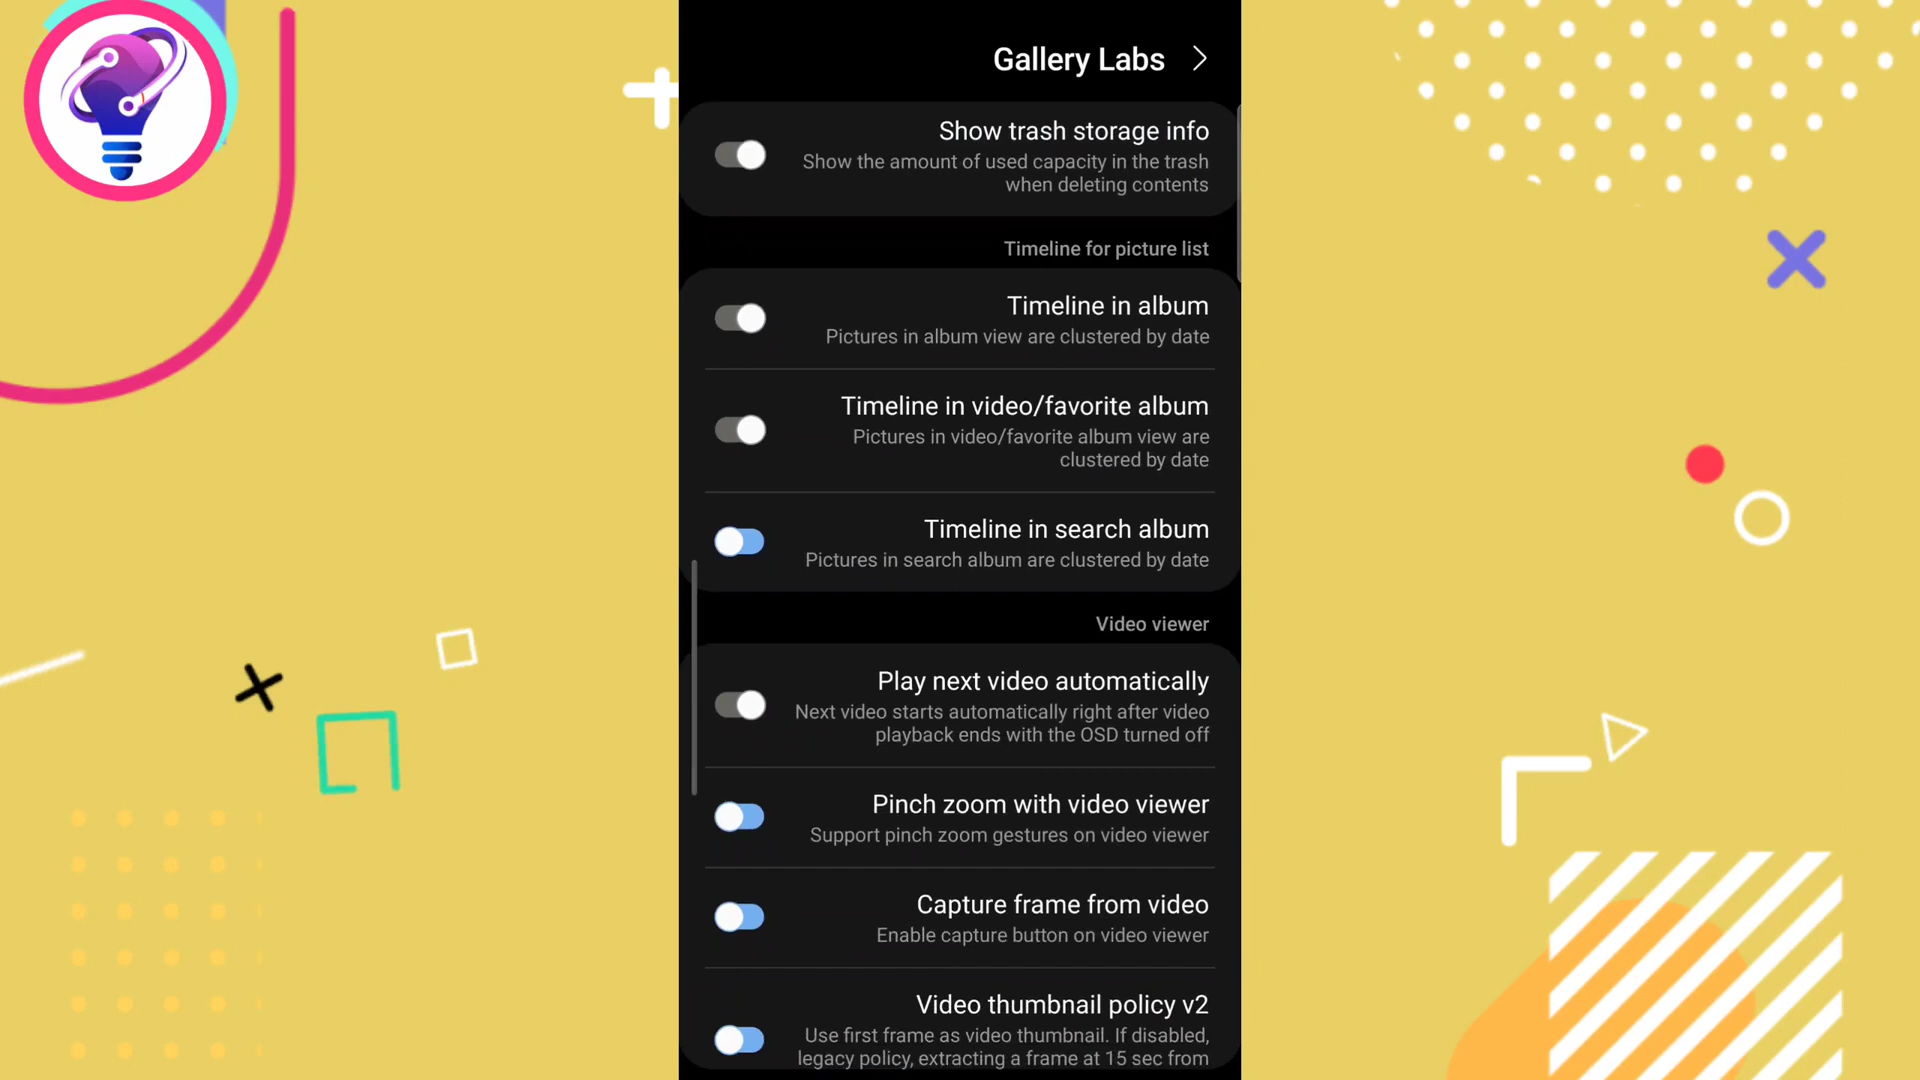 Gallery Labs
Show trash storage info
Show the amount of used capacity in the trash
when deleting contents
Timeline for picture list
Timeline in album
Pictures in album view are clustered by date
Timeline in video/favorite album
Pictures in video/favorite album view are
clustered by date
Timeline in search album
Pictures in search album are clustered by date
Video viewer
Play next video automatically
Next video starts automatically right after video
playback ends with the OSD turned off
Pinch zoom with video viewer
Support pinch zoom gestures on video viewer
Capture frame from video
Enable capture button on video viewer
Video thumbnail policy v2
Use first frame as video thumbnail. If disabled,
legacy policy, extracting a frame at 15 sec from